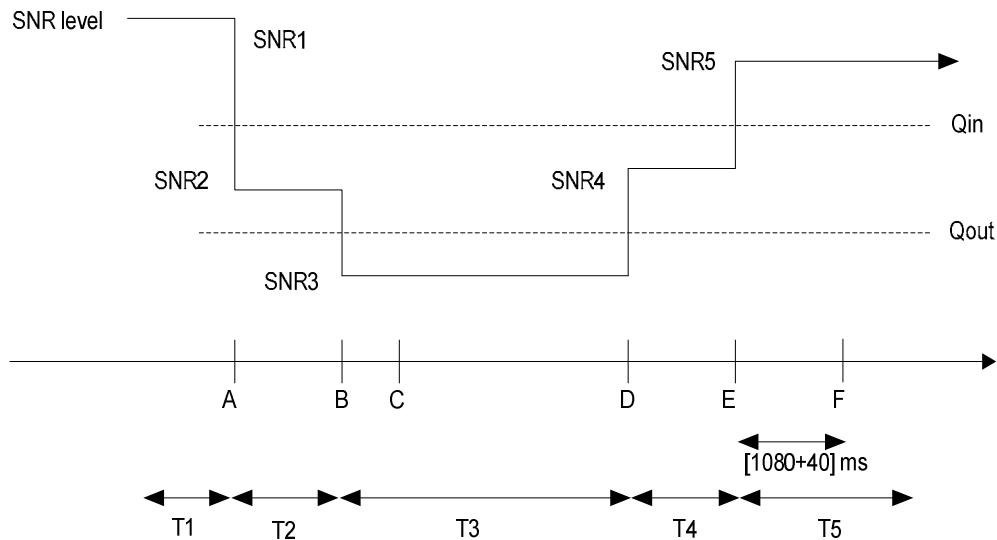 SNR level
SNR1
SNR5
Qin
SNR2
SNR4
Qout
SNR3
A B C D E F
[1080+40] ms
T1 T2 T3 T4 T5